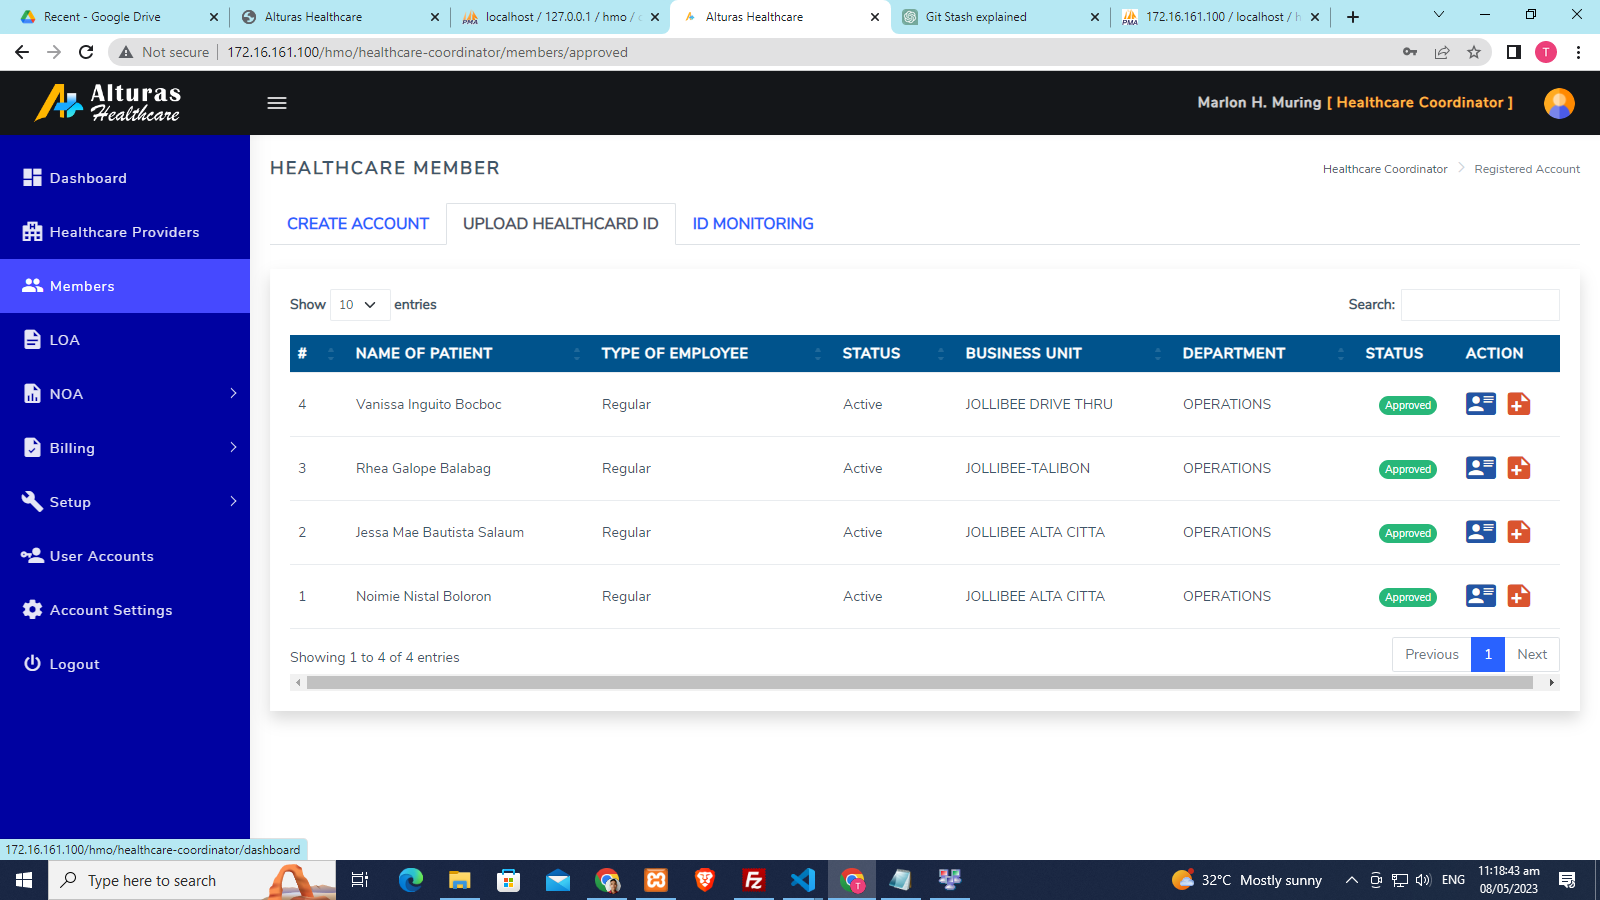 Recent - Google Drive
Alturas Healthcare
localhost / 127.0.0.1 / hmo /
Alturas Healthcare
Git Stash explained
172.16.161.100 / localhost / h
Not secure
172.16.161.100/hmo/healthcare-coordinator/members/approved
T
Alturas
Healthcare
Marlon H. Muring [ Healthcare Coordinator ]
Dashboard
Healthcare Providers
Members
LOA
NOA
Billing
Setup
User Accounts
Account Settings
Logout
HEALTHCARE MEMBER
Healthcare Coordinator
Registered Account
CREATE ACCOUNT
UPLOAD HEALTHCARD ID
ID MONITORING
Show 10 entries
Search:
# NAME OF PATIENT TYPE OF EMPLOYEE STATUS BUSINESS UNIT DEPARTMENT STATUS ACTION
4 Vanissa Inguito Bocboc Regular Active JOLLIBEE DRIVE THRU OPERATIONS Approved
3 Rhea Galope Balabag Regular Active JOLLIBEE-TALIBON OPERATIONS Approved
2 Jessa Mae Bautista Salaum Regular Active JOLLIBEE ALTA CITTA OPERATIONS Approved
1 Noimie Nistal Boloron Regular Active JOLLIBEE ALTA CITTA OPERATIONS Approved
Showing 1 to 4 of 4 entries
Previous 1 Next
172.16.161.100/hmo/healthcare-coordinator/dashboard
Type here to search
32°C Mostly sunny
ENG
11:18:43 am
08/05/2023